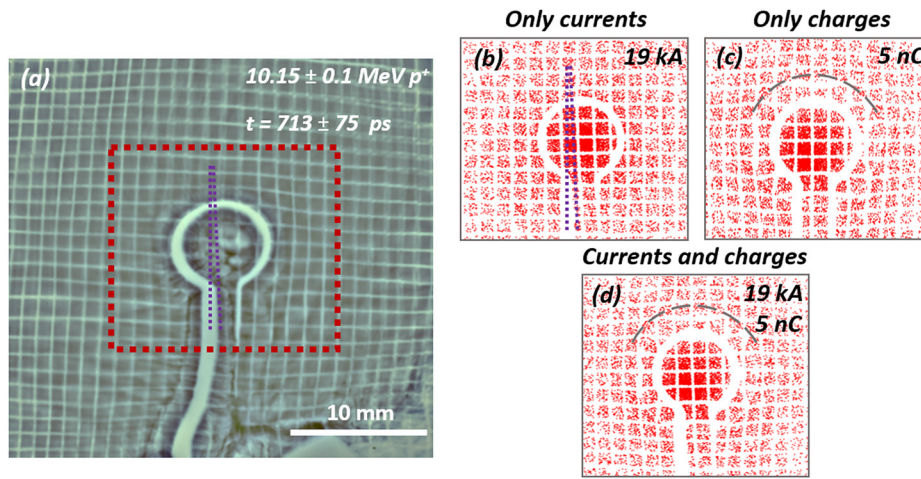 Only currents
Only charges
(a)
10.15 ± 0.1 MeV p⁺
t = 713 ± 75 ps
10 mm
(b)
19 kA
(c)
5 nC
Currents and charges
(d)
19 kA
5 nC